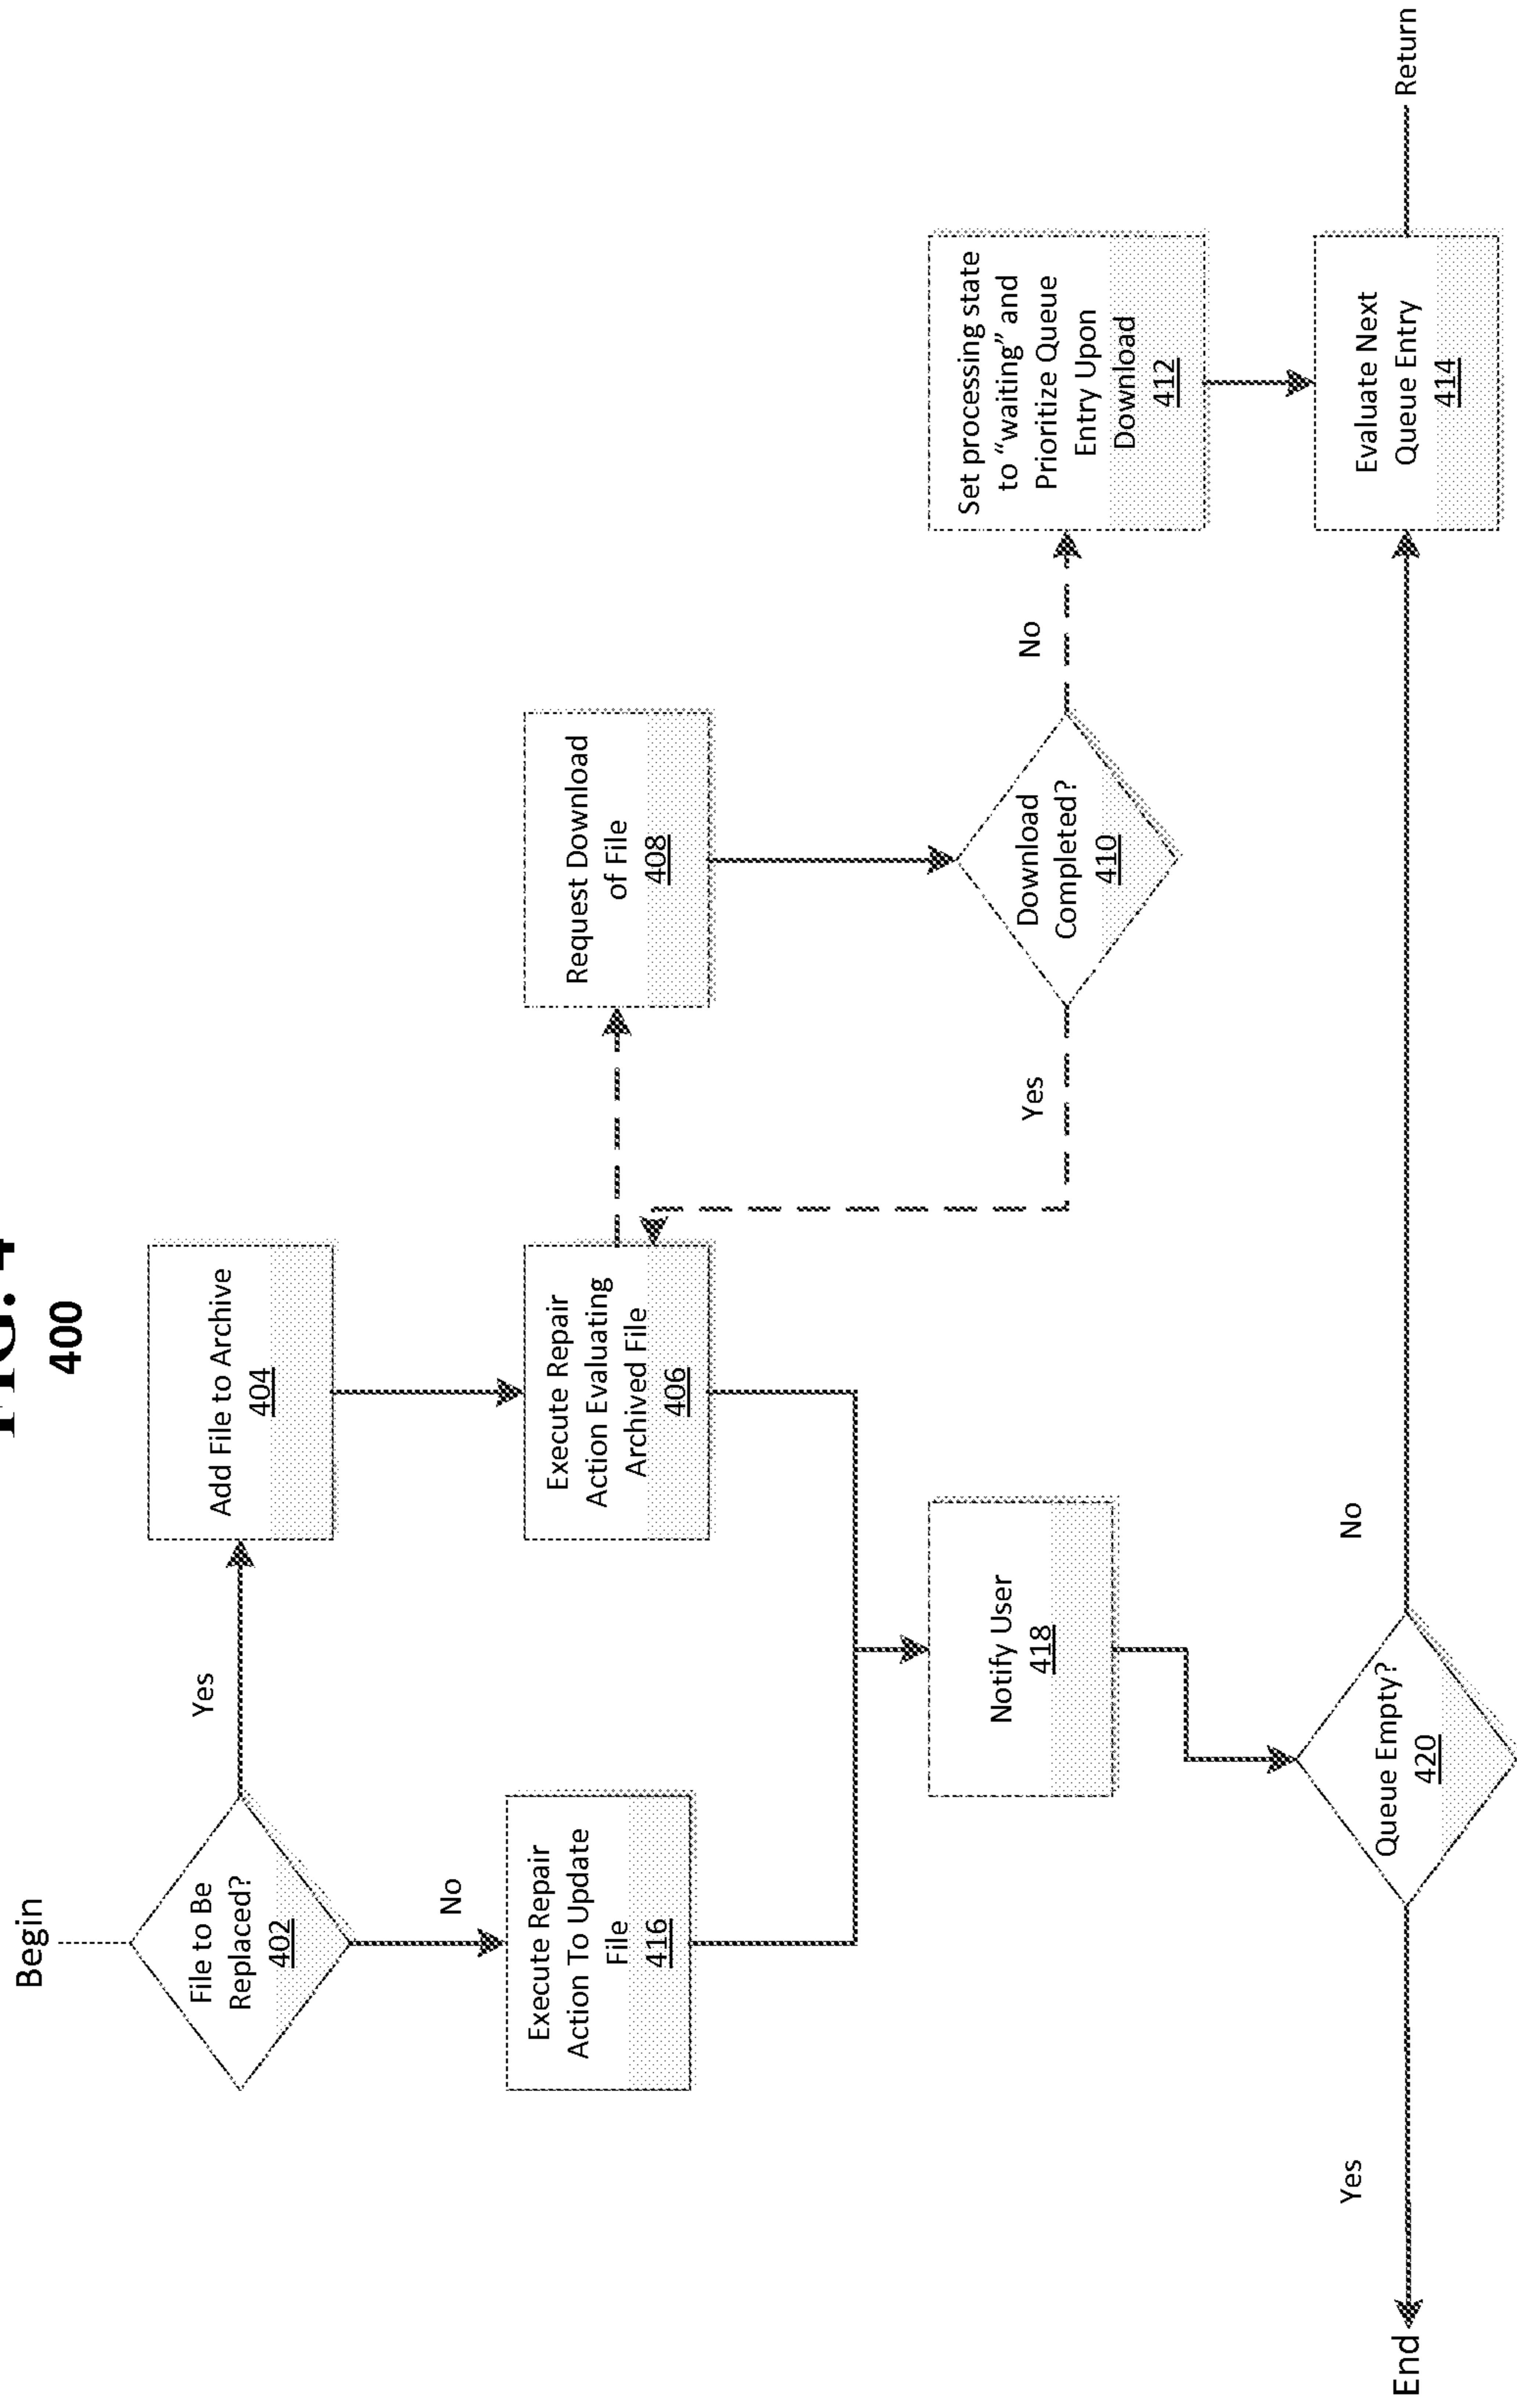 FIG. 4
400
Begin
File to Be
Replaced?
402
Yes
Add File to Archive
404
No
Execute Repair
Action To Update
File
416
Execute Repair
Action Evaluating
Archived File
406
Request Download
of File
408
Notify User
418
Download
Completed?
410
Yes
No
Set processing state
to “waiting” and
Prioritize Queue
Entry Upon
Download
412
Queue Empty?
420
Yes
No
Evaluate Next
Queue Entry
414
End
Return